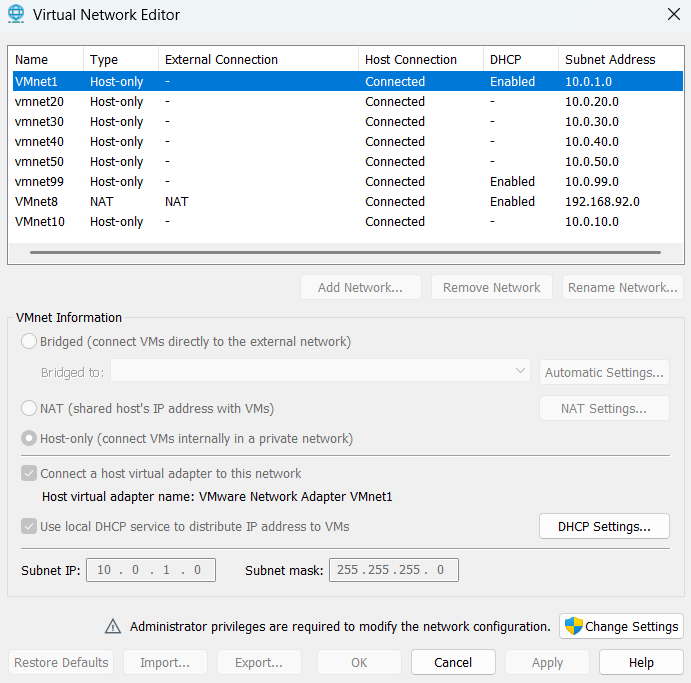 Virtual Network Editor
Name Type External Connection Host Connection DHCP Subnet Address
VMnet1 Host-only - Connected Enabled 10.0.1.0
vmnet20 Host-only - Connected - 10.0.20.0
vmnet30 Host-only - Connected - 10.0.30.0
vmnet40 Host-only - Connected - 10.0.40.0
vmnet50 Host-only - Connected - 10.0.50.0
vmnet99 Host-only - Connected Enabled 10.0.99.0
VMnet8 NAT NAT Connected Enabled 192.168.92.0
VMnet10 Host-only - Connected - 10.0.10.0
Add Network... Remove Network Rename Network...
VMnet Information
Bridged (connect VMs directly to the external network)
Bridged to: Automatic Settings...
NAT (shared host's IP address with VMs) NAT Settings...
Host-only (connect VMs internally in a private network)
Connect a host virtual adapter to this network
Host virtual adapter name: VMware Network Adapter VMnet1
Use local DHCP service to distribute IP address to VMs DHCP Settings...
Subnet IP: 10 . 0 . 1 . 0 Subnet mask: 255 . 255 . 255 . 0
Administrator privileges are required to modify the network configuration. Change Settings
Restore Defaults Import... Export... OK Cancel Apply Help